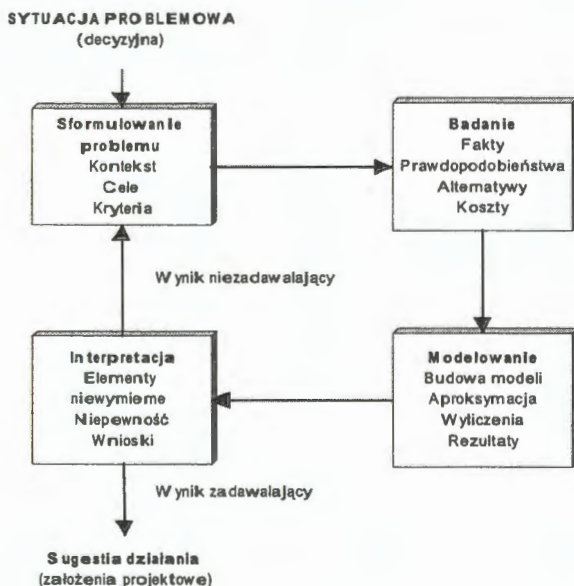 SYTUACJA PROBLEMOWA
(decyzyjna)
Sformułowanie
problemu
Kontekst
Cele
Kryteria
Badanie
Fakty
Prawdopodobieństwa
Alternatywy
Koszty
Wynik niezadawalający
Interpretacja
Elementy
niewymierne
Niepewność
Wnioski
Modelowanie
Budowa modeli
Aproksymacja
Wyliczenia
Rezultaty
Wynik zadawalający
Sugestia działania
(założenia projektowe)